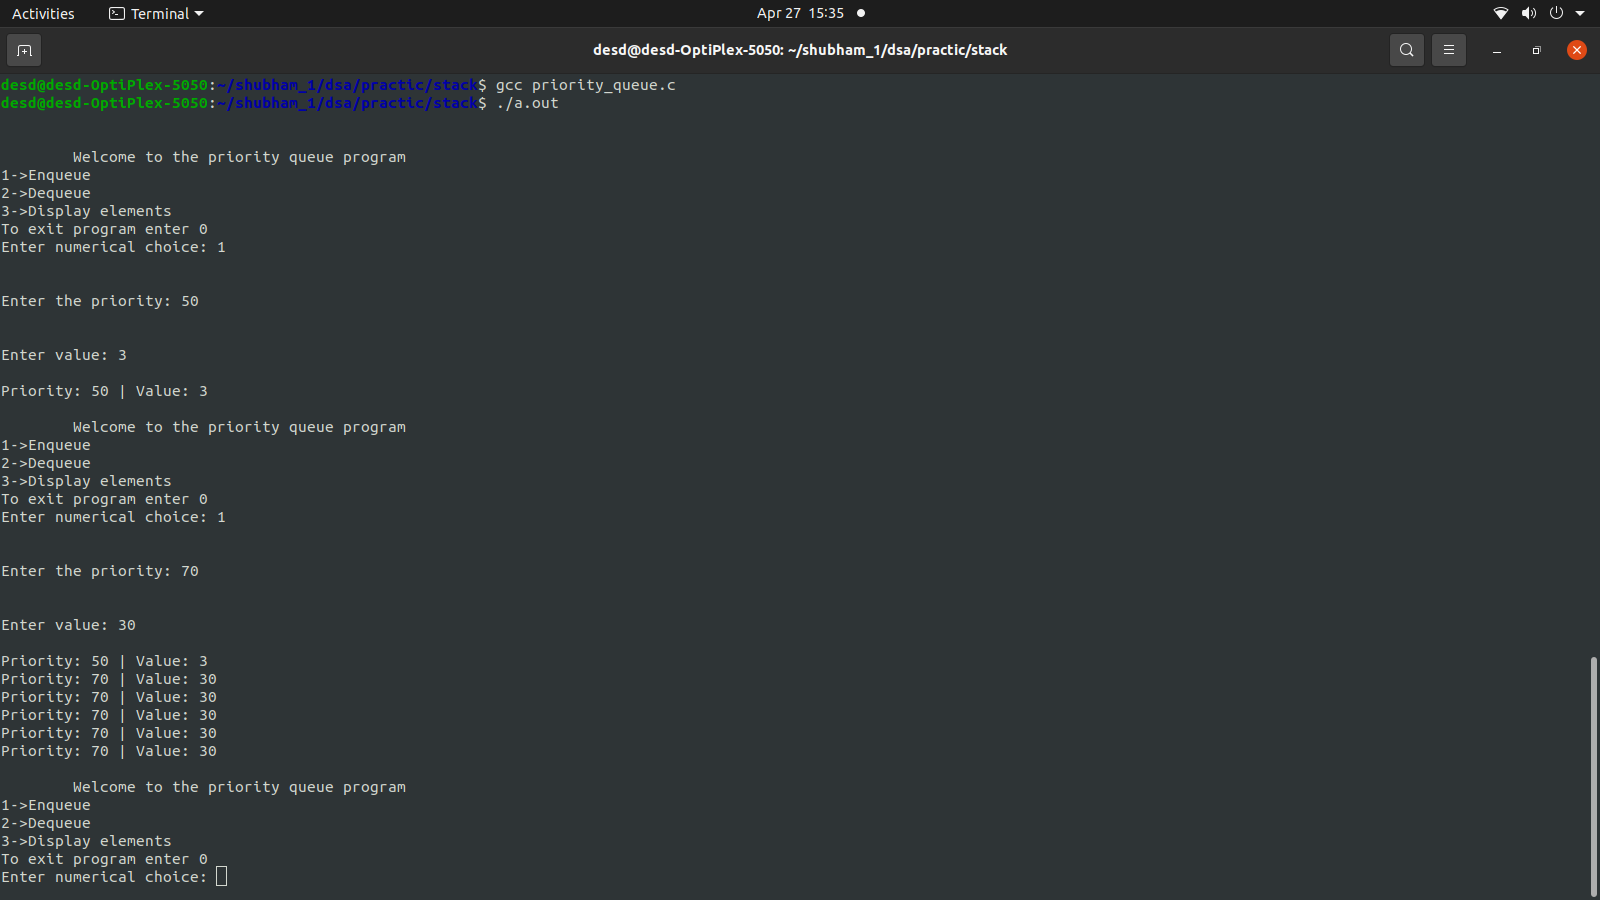 Activities Terminal Apr 27 15:35
desd@desd-OptiPlex-5050: ~/shubham_1/dsa/practic/stack
desd@desd-OptiPlex-5050:~/shubham_1/dsa/practic/stack$ gcc priority_queue.c
desd@desd-OptiPlex-5050:~/shubham_1/dsa/practic/stack$ ./a.out
Welcome to the priority queue program
1->Enqueue
2->Dequeue
3->Display elements
To exit program enter 0
Enter numerical choice: 1
Enter the priority: 50
Enter value: 3
Priority: 50 | Value: 3
Welcome to the priority queue program
1->Enqueue
2->Dequeue
3->Display elements
To exit program enter 0
Enter numerical choice: 1
Enter the priority: 70
Enter value: 30
Priority: 50 | Value: 3
Priority: 70 | Value: 30
Priority: 70 | Value: 30
Priority: 70 | Value: 30
Priority: 70 | Value: 30
Priority: 70 | Value: 30
Welcome to the priority queue program
1->Enqueue
2->Dequeue
3->Display elements
To exit program enter 0
Enter numerical choice: